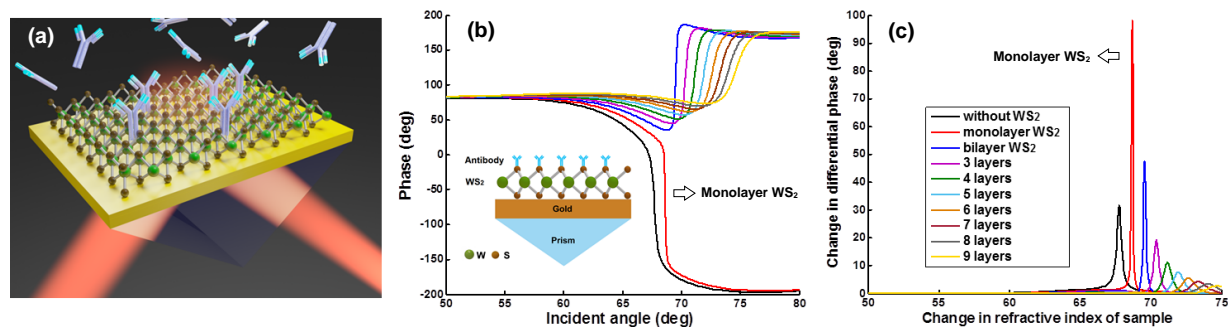 (a)
(b)
200
150
100
50
0
-50
-100
-150
-200
Phase (deg)
50
55
60
65
70
75
80
Incident angle (deg)
Monolayer WS₂
Antibody
WS₂
Gold
Prism
W
S
(c)
100
90
80
70
60
50
40
30
20
10
0
Change in differential phase (deg)
50
55
60
65
70
75
Change in refractive index of sample
Monolayer WS₂
without WS₂
monolayer WS₂
bilayer WS₂
3 layers
4 layers
5 layers
6 layers
7 layers
8 layers
9 layers